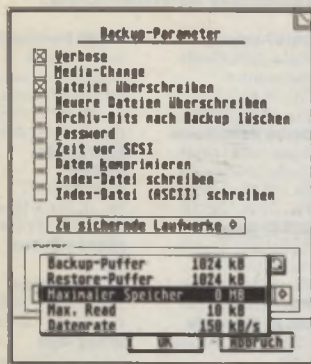 Backup-Parameter
Verbose
Media-Change
Dateien überschreiben
Neuere Dateien überschreiben
Archiv-Bits nach Backup löschen
Password
Zeit vor SCSI
Daten komprimieren
Index-Datei schreiben
Index-Datei (ASCII) schreiben
Zu sichernde Laufwerke
Backup-Puffer 1024 kB
Restore-Puffer 1024 kB
Maximaler Speicher 0 MB
Max. Read 10 kB
Datenrate 150 kB/s
OK Abbruch